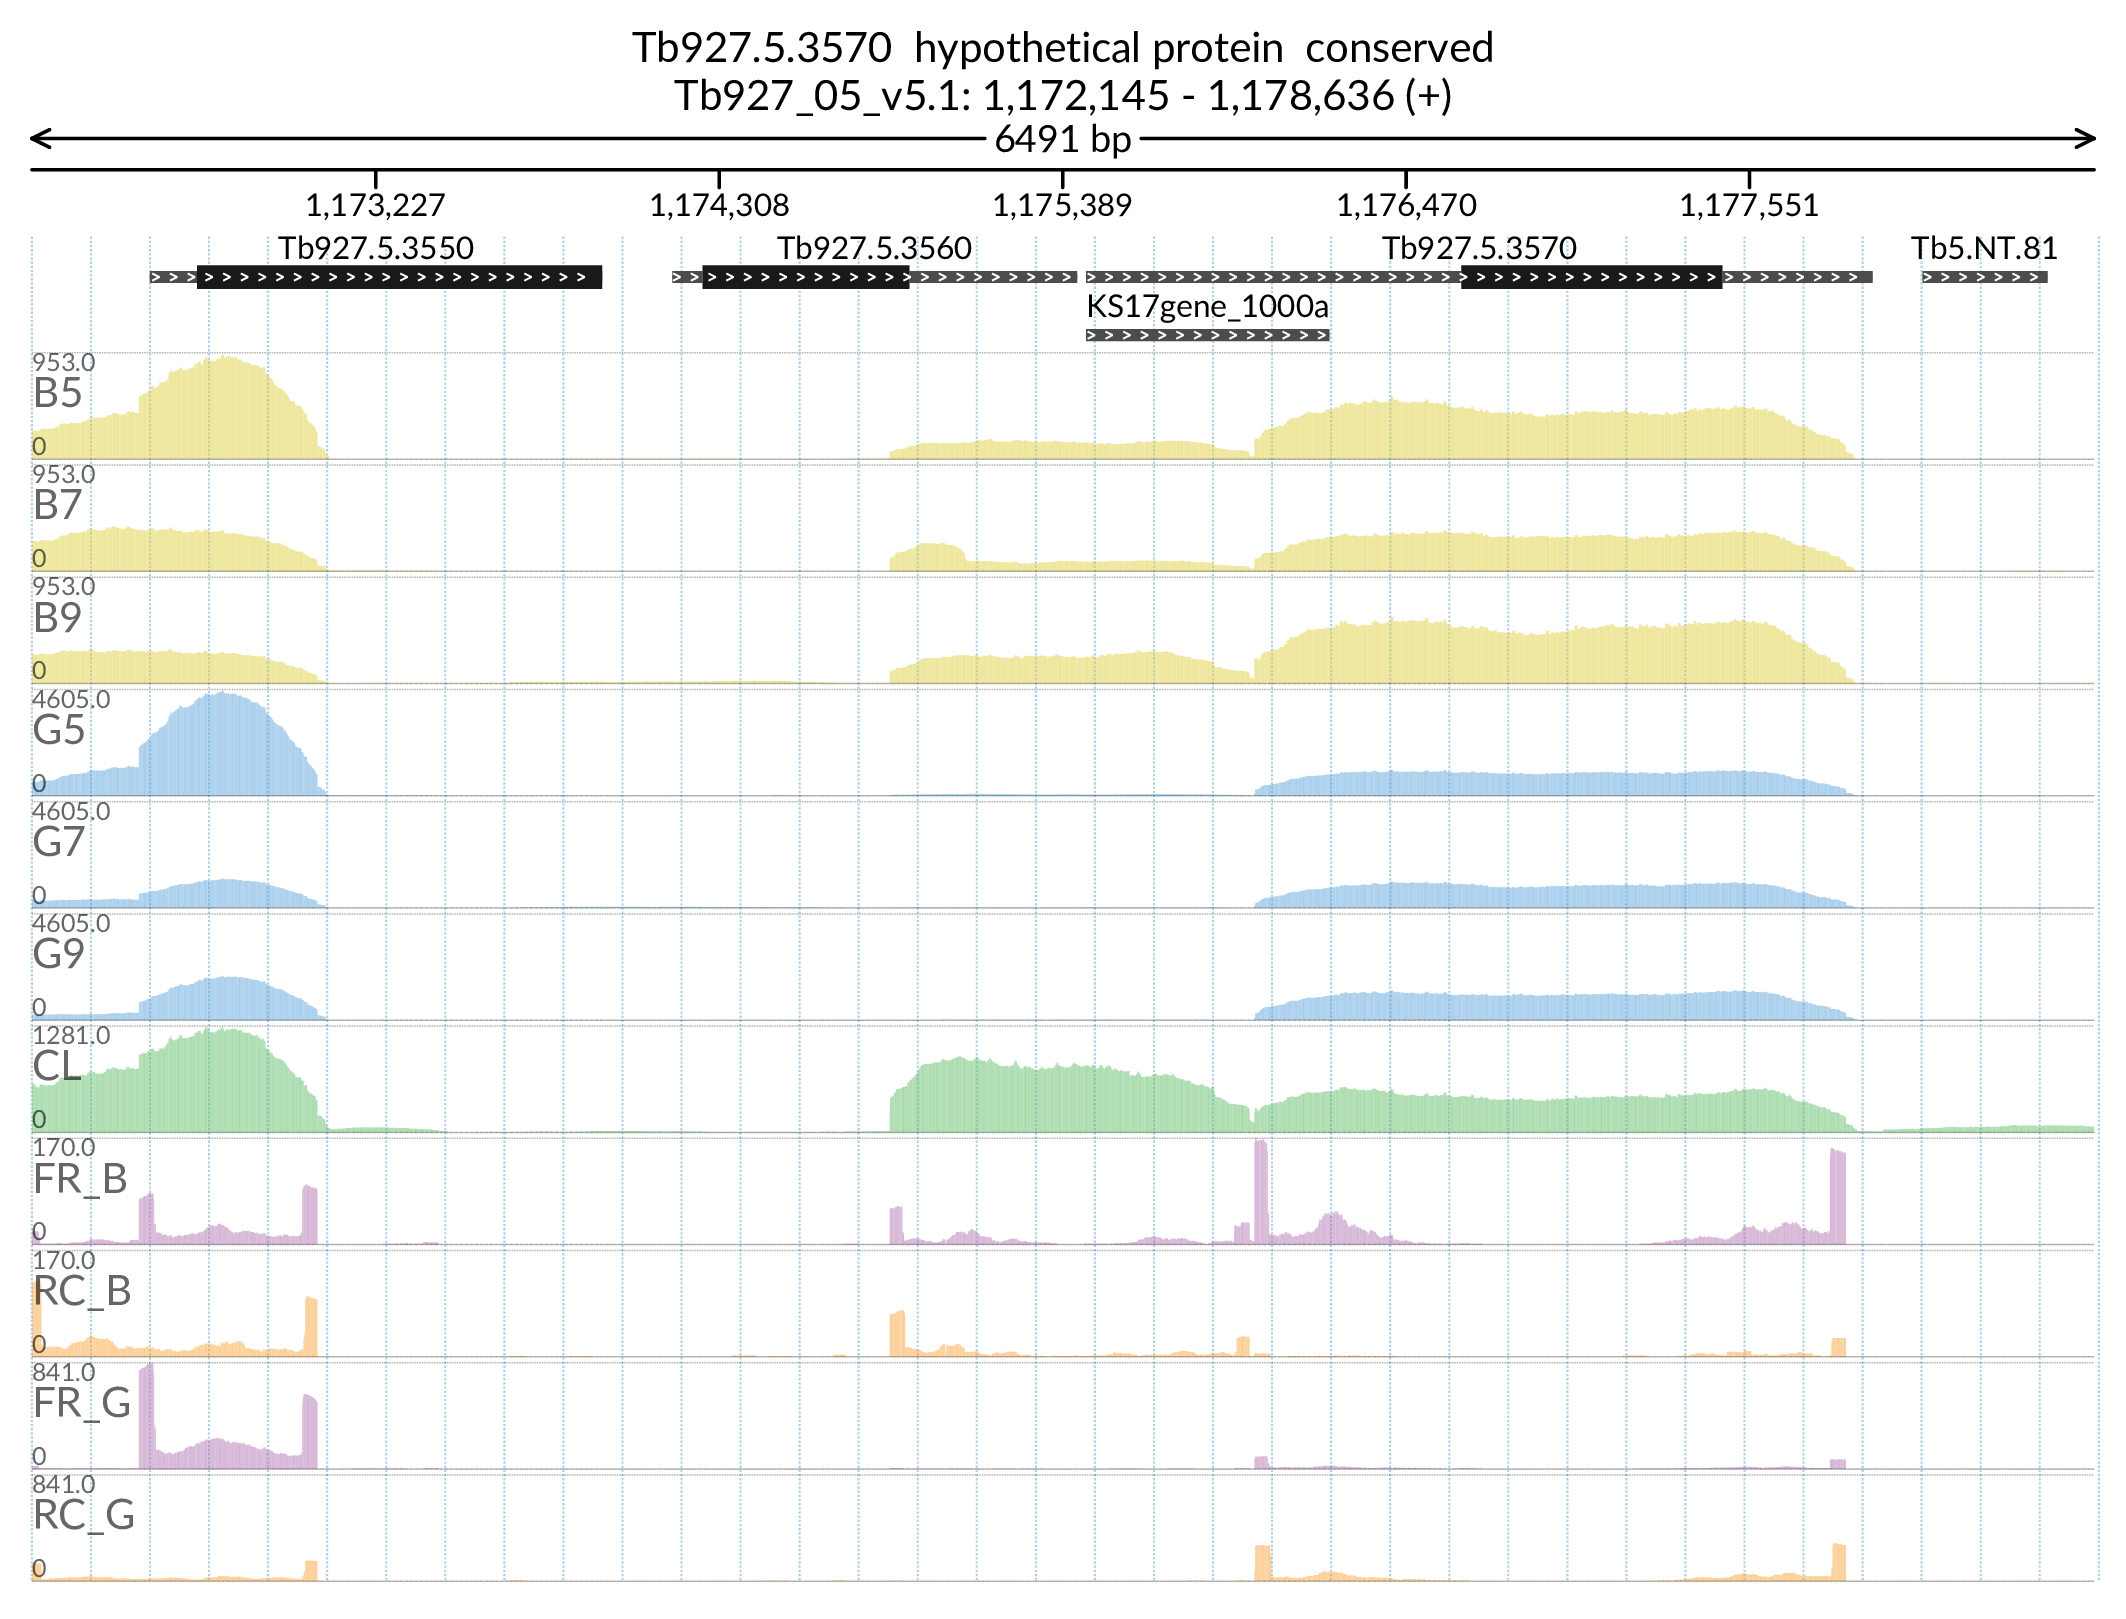 Tb927.5.3570  hypothetical protein  conserved
Tb927_05_v5.1: 1,172,145 - 1,178,636 (+)
6491 bp
1,173,227 1,174,308 1,175,389 1,176,470 1,177,551
Tb927.5.3550 Tb927.5.3560 Tb927.5.3570 Tb5.NT.81
KS17gene_1000a
953.0
B5
0
953.0
B7
0
953.0
B9
0
4605.0
G5
0
4605.0
G7
0
4605.0
G9
0
1281.0
CL
0
170.0
FR_B
0
170.0
RC_B
0
841.0
FR_G
0
841.0
RC_G
0